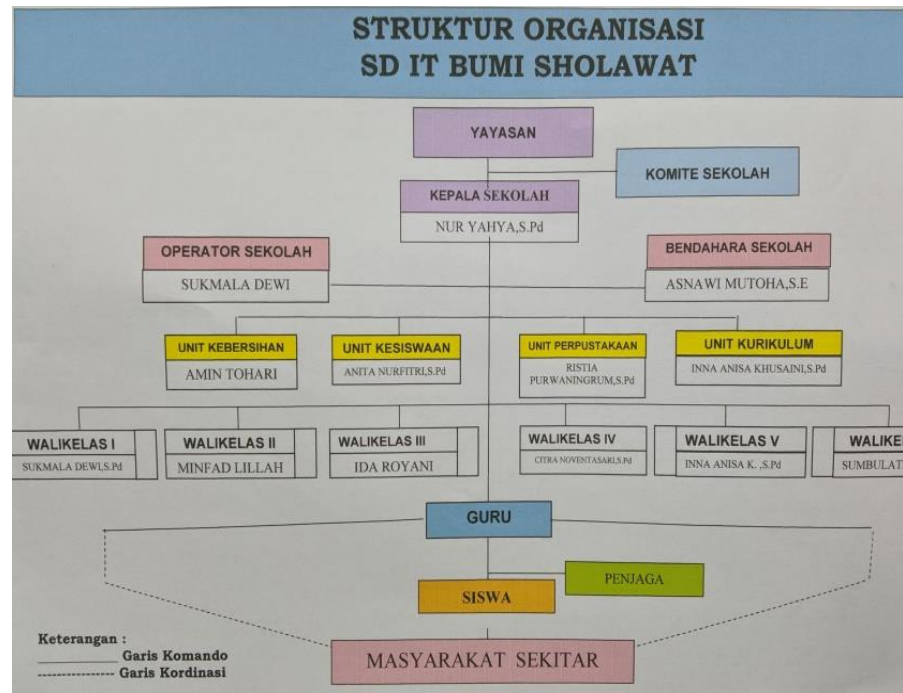 STRUKTUR ORGANISASI
SD IT BUMI SHOLAWAT
YAYASAN
KOMITE SEKOLAH
KEPALA SEKOLAH
NUR YAHYA,S.Pd
OPERATOR SEKOLAH
SUKMALA DEWI
BENDAHARA SEKOLAH
ASNAWI MUTOHA,S.E
UNIT KEBERSIHAN
AMIN TOHARI
UNIT KESISWAAN
ANITA NURFITRI,S.Pd
UNIT PERPUSTAKAAN
RISTIA
PURWANINGRUM,S.Pd
UNIT KURIKULUM
INNA ANISA KHUSAINI,S.Pd
WALIKELAS I
SUKMALA DEWI,S.Pd
WALIKELAS II
MINFAD LILLAH
WALIKELAS III
IDA ROYANI
WALIKELAS IV
CITRA NOVENTASARI,S.Pd
WALIKELAS V
INNA ANISA K. ,S.Pd
GURU
PENJAGA
SISWA
MASYARAKAT SEKITAR
Keterangan :
Garis Komando
Garis Kordinasi